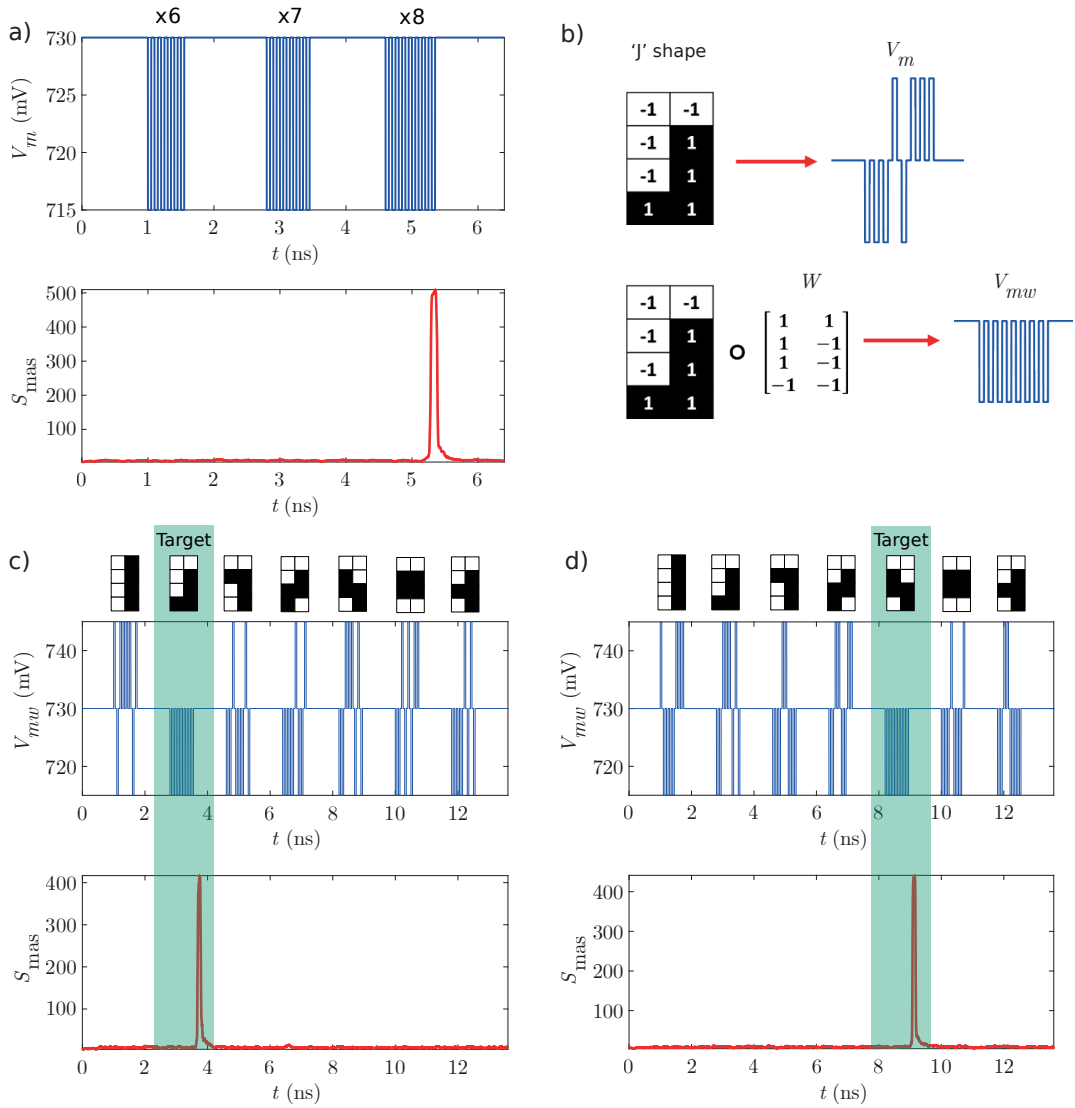 a)
x6 x7 x8
730
725
720
715
V_m (mV)
0 1 2 3 4 5 6
t (ns)
500
400
300
200
100
S_mas
0 1 2 3 4 5 6
t (ns)
b)
'J' shape
V_m
-1 -1
-1 1
-1 1
1 1
W
V_mw
-1 -1
-1 1
-1 1
1 1
1 1
1 −1
1 −1
−1 −1
c)
Target
740
730
720
V_mw (mV)
0 2 4 6 8 10 12
t (ns)
400
300
200
100
S_mas
0 2 4 6 8 10 12
t (ns)
d)
Target
740
730
720
V_mw (mV)
0 2 4 6 8 10 12
t (ns)
400
300
200
100
S_mas
0 2 4 6 8 10 12
t (ns)